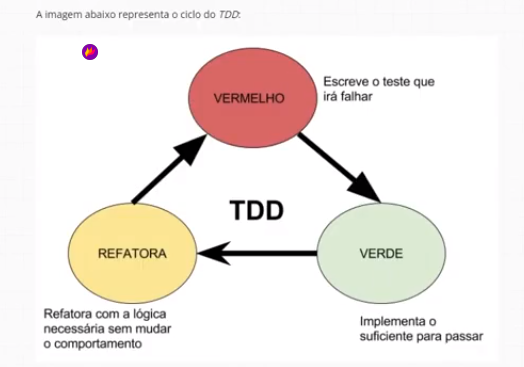 A imagem abaixo representa o ciclo do TDD:
VERMELHO
Escreve o teste que
irá falhar
TDD
REFATORA
VERDE
Refatora com a lógica
necessária sem mudar
o comportamento
Implementa o
suficiente para passar